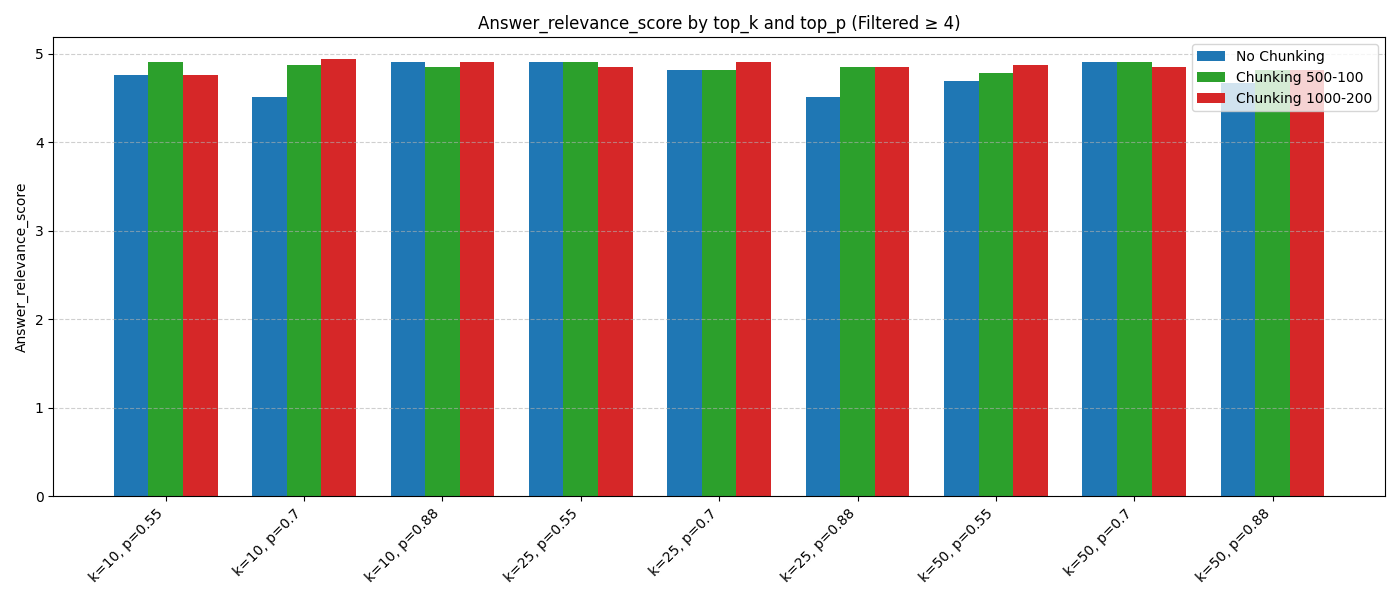 Answer_relevance_score by top_k and top_p (Filtered ≥ 4)
Answer_relevance_score
5
4
3
2
1
0
No Chunking
Chunking 500-100
Chunking 1000-200
k=10, p=0.55
k=10, p=0.7
k=10, p=0.88
k=25, p=0.55
k=25, p=0.7
k=25, p=0.88
k=50, p=0.55
k=50, p=0.7
k=50, p=0.88